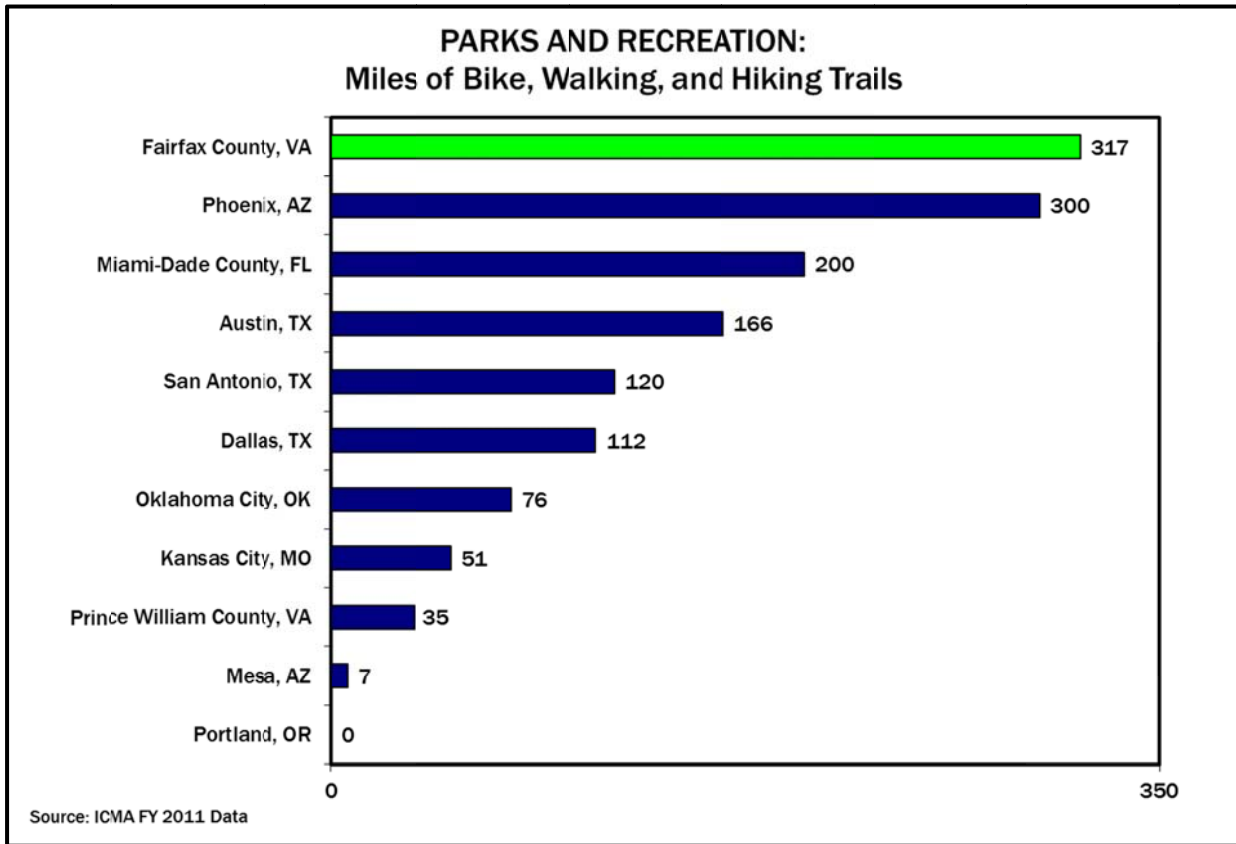 PARKS AND RECREATION:
Miles of Bike, Walking, and Hiking Trails
Fairfax County, VA 317
Phoenix, AZ 300
Miami-Dade County, FL 200
Austin, TX 166
San Antonio, TX 120
Dallas, TX 112
Oklahoma City, OK 76
Kansas City, MO 51
Prince William County, VA 35
Mesa, AZ 7
Portland, OR 0
0 350
Source: ICMA FY 2011 Data